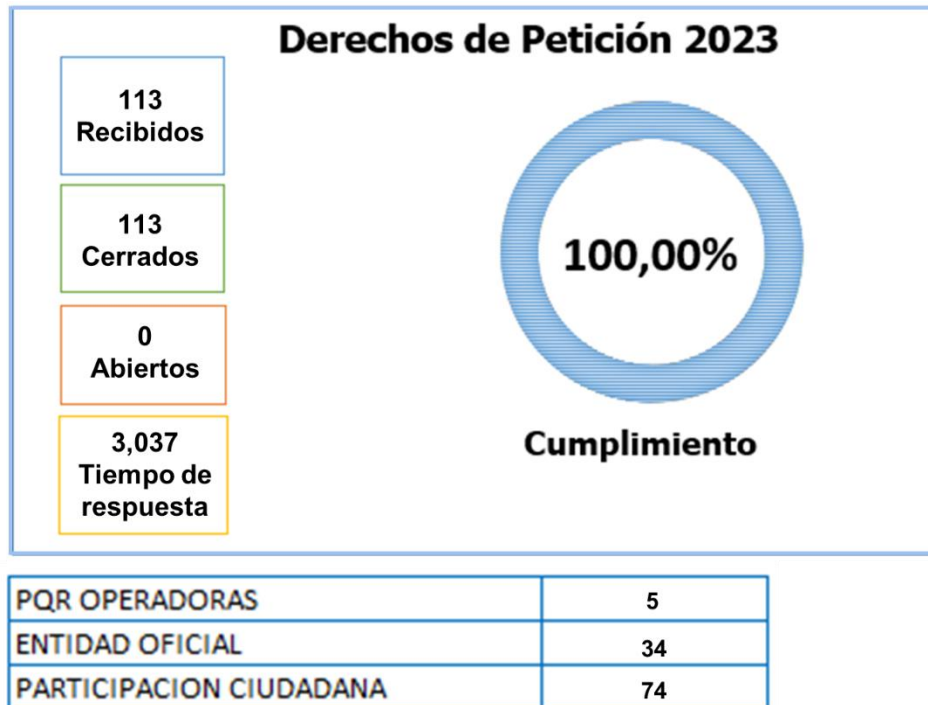 Derechos de Petición 2023
113
Recibidos
113
Cerrados
0
Abiertos
3,037
Tiempo de
respuesta
100,00%
Cumplimiento
PQR OPERADORAS 5
ENTIDAD OFICIAL 34
PARTICIPACION CIUDADANA 74